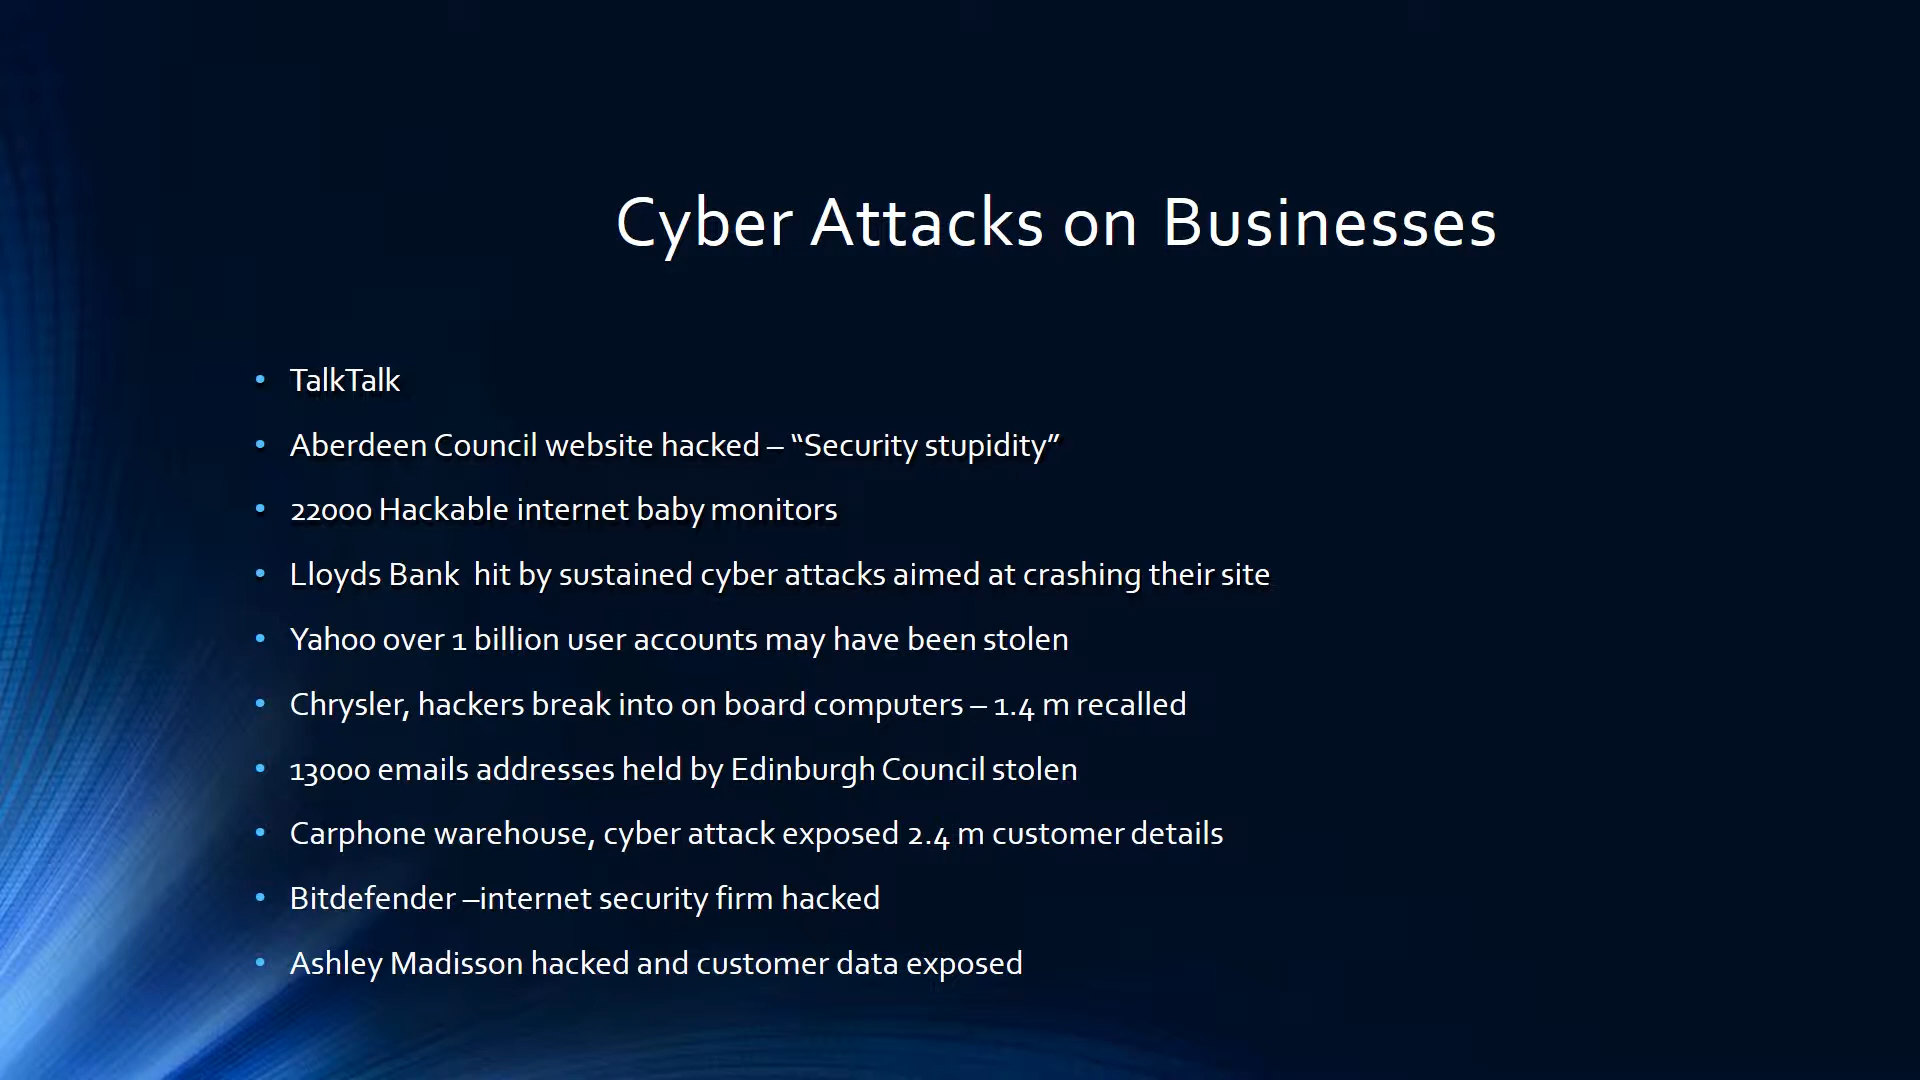 Cyber Attacks on Businesses
• TalkTalk
• Aberdeen Council website hacked – “Security stupidity”
• 22000 Hackable internet baby monitors
• Lloyds Bank  hit by sustained cyber attacks aimed at crashing their site
• Yahoo over 1 billion user accounts may have been stolen
• Chrysler, hackers break into on board computers – 1.4 m recalled
• 13000 emails addresses held by Edinburgh Council stolen
• Carphone warehouse, cyber attack exposed 2.4 m customer details
• Bitdefender –internet security firm hacked
• Ashley Madisson hacked and customer data exposed